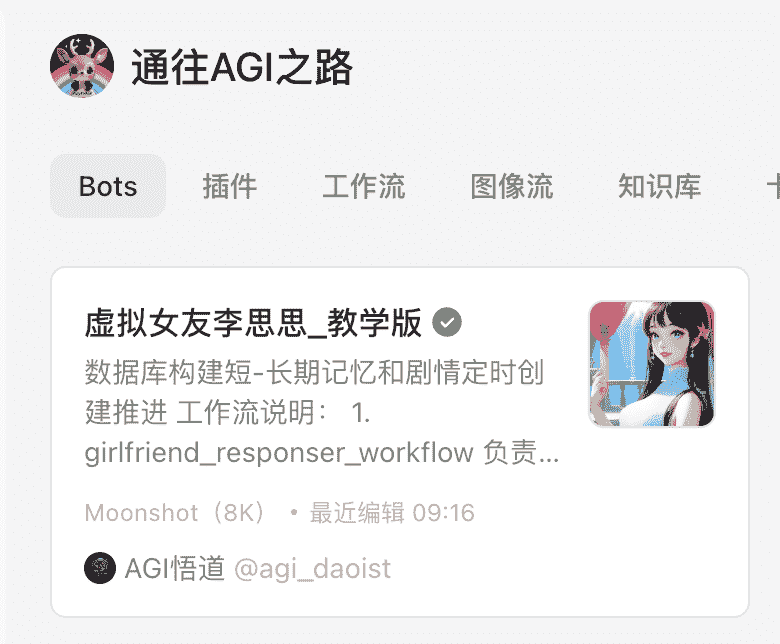 通往AGI之路
Bots 插件 工作流 图像流 知识库
虚拟女友李思思_教学版
数据库构建短-长期记忆和剧情定时创
建推进 工作流说明： 1.
girlfriend_responser_workflow 负责...
Moonshot（8K） • 最近编辑 09:16
AGI悟道 @agi_daoist